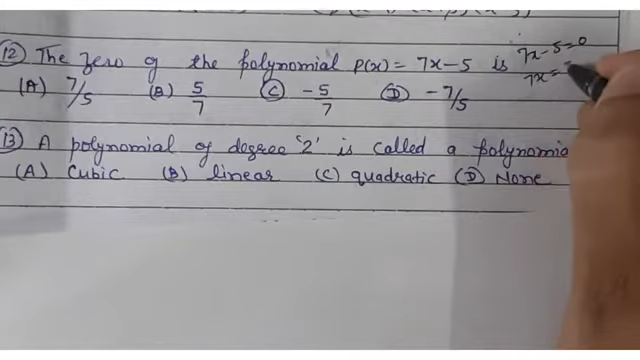 (12) The zero of the polynomial P(x) = 7x-5 is 7x-5=0
7x=
(A) 7/5 (B) 5/7 (C) -5/7 (D) -7/5
(13) A polynomial of degree '2' is called a polynomia
(A) Cubic (B) linear (C) quadratic (D) None